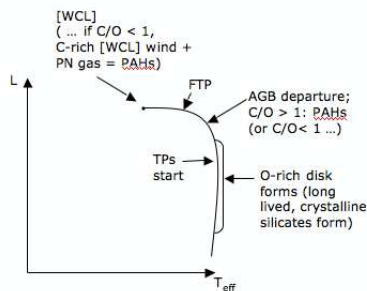 [WCL]
( ... if C/O < 1,
C-rich [WCL] wind +
PN gas = PAHs)
L
FTP
AGB departure;
C/O > 1: PAHs
(or C/O< 1 ...)
TPs
start
O-rich disk
forms (long
lived, crystalline
silicates form)
Teff